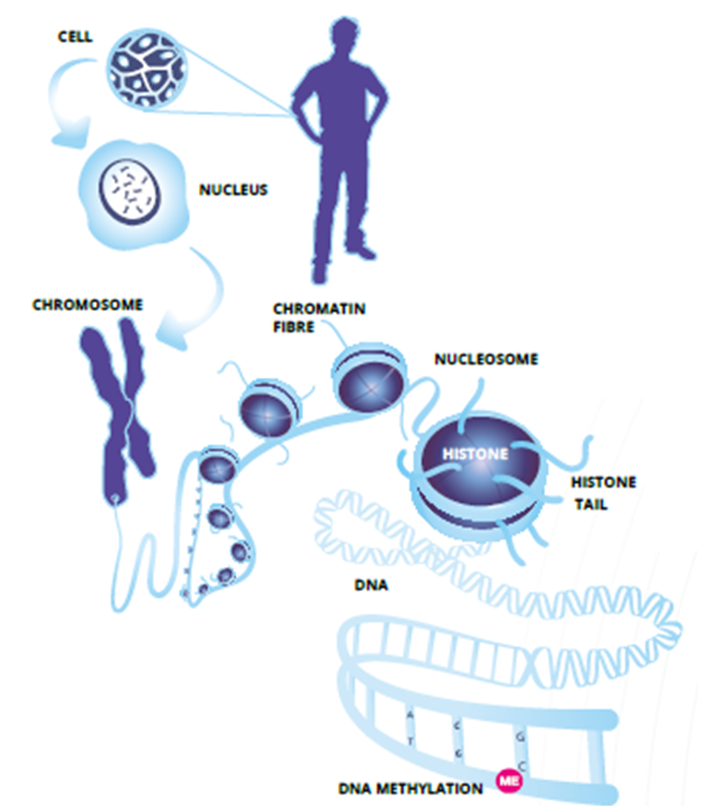 CELL
NUCLEUS
CHROMOSOME
CHROMATIN
FIBRE
NUCLEOSOME
HISTONE
HISTONE
TAIL
DNA
A
T
C
G
G
C
ME
DNA METHYLATION